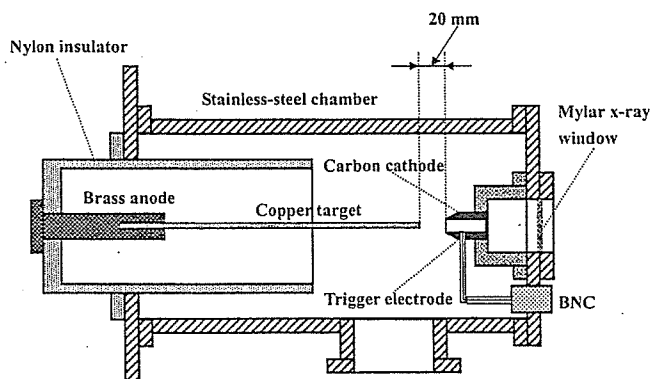 20 mm
Nylon insulator
Stainless-steel chamber
Mylar x-ray
window
Carbon cathode
Brass anode
Copper target
Trigger electrode
BNC